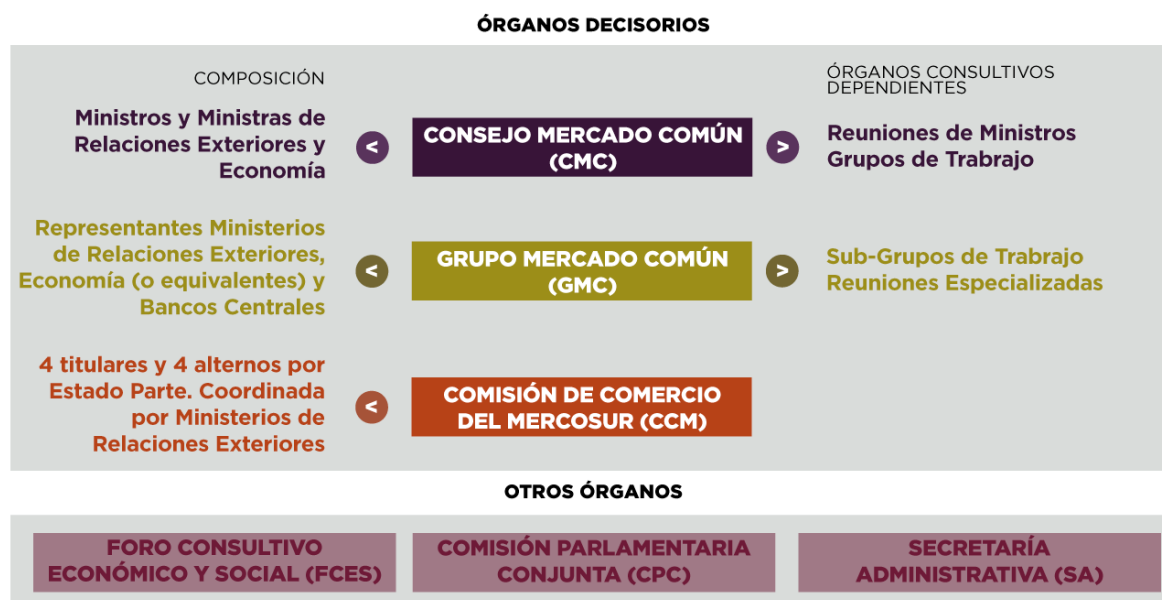 ÓRGANOS DECISORIOS
COMPOSICIÓN
ÓRGANOS CONSULTIVOS
DEPENDIENTES
Ministros y Ministras de
Relaciones Exteriores y
Economía
<
CONSEJO MERCADO COMÚN
(CMC)
>
Reuniones de Ministros
Grupos de Trabrajo
Representantes Ministerios
de Relaciones Exteriores,
Economía (o equivalentes) y
Bancos Centrales
<
GRUPO MERCADO COMÚN
(GMC)
>
Sub-Grupos de Trabrajo
Reuniones Especializadas
4 titulares y 4 alternos por
Estado Parte. Coordinada
por Ministerios de
Relaciones Exteriores
<
COMISIÓN DE COMERCIO
DEL MERCOSUR (CCM)
OTROS ÓRGANOS
FORO CONSULTIVO
ECONÓMICO Y SOCIAL (FCES)
COMISIÓN PARLAMENTARIA
CONJUNTA (CPC)
SECRETARÍA
ADMINISTRATIVA (SA)